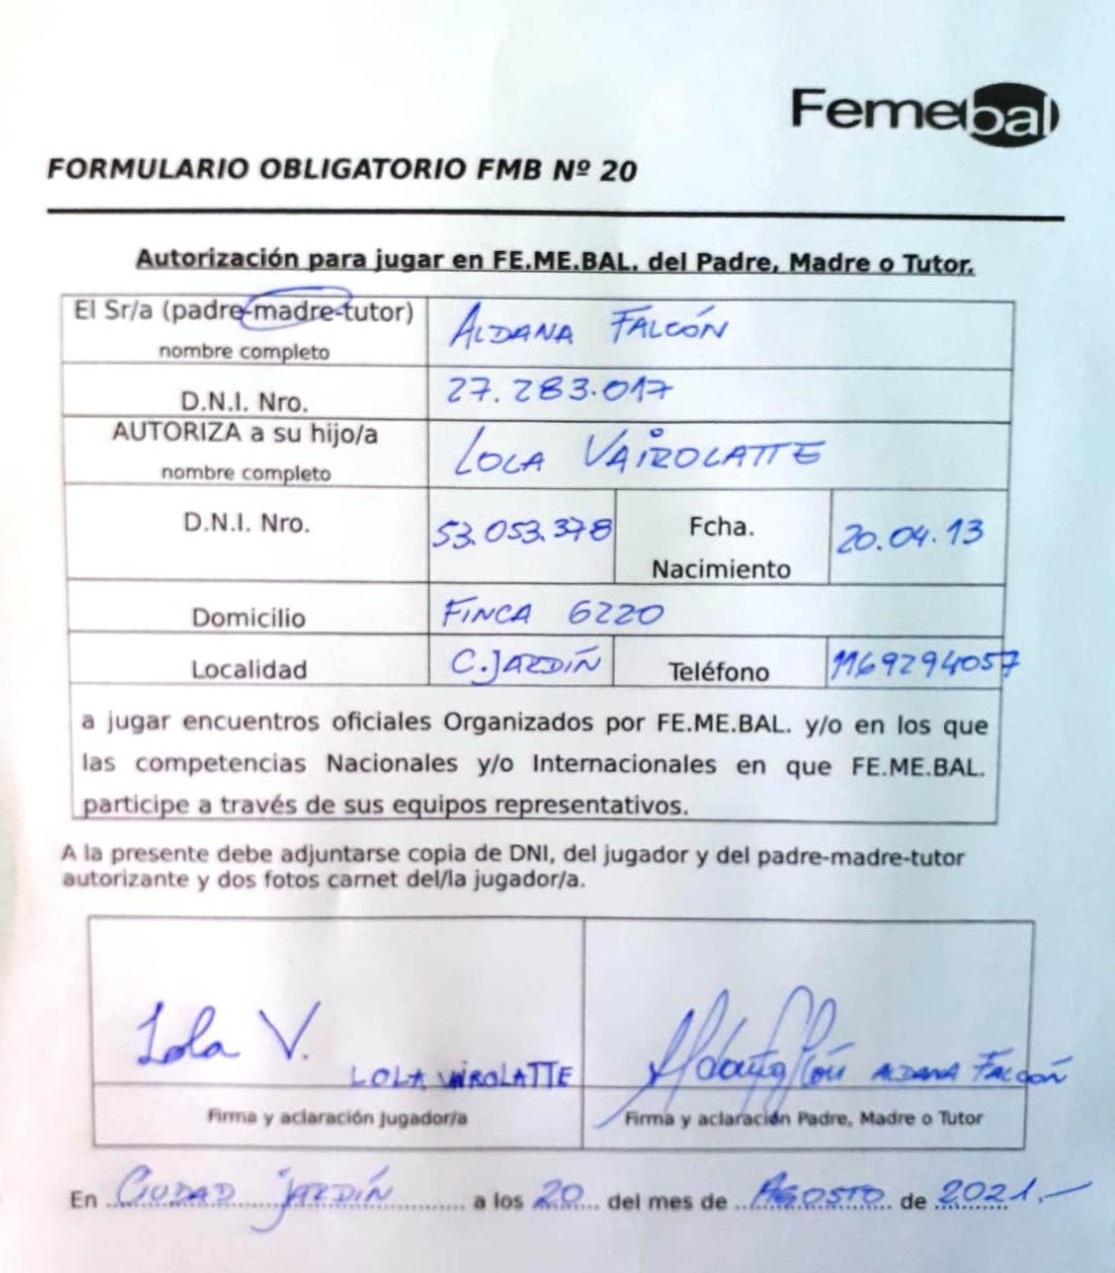 Femebal
FORMULARIO OBLIGATORIO FMB Nº 20
Autorización para jugar en FE.ME.BAL. del Padre, Madre o Tutor.
El Sr/a (padre-madre-tutor) ALDANA FALCÓN
nombre completo
D.N.I. Nro. 27.283.017
AUTORIZA a su hijo/a LOLA VAIROLATTE
nombre completo
D.N.I. Nro. 53.053.378 Fcha. 20.04.13
Nacimiento
Domicilio FINCA 6220
Localidad C.JARDÍN Teléfono 1169294057
a jugar encuentros oficiales Organizados por FE.ME.BAL. y/o en los que
las competencias Nacionales y/o Internacionales en que FE.ME.BAL.
participe a través de sus equipos representativos.
A la presente debe adjuntarse copia de DNI, del jugador y del padre-madre-tutor
autorizante y dos fotos carnet del/la jugador/a.
Lola V.
LOLA VAIROLATTE ALDANA FALCÓN
Firma y aclaración Jugador/a Firma y aclaración Padre, Madre o Tutor
En CIUDAD JARDÍN a los 20 del mes de AGOSTO de 2021.-